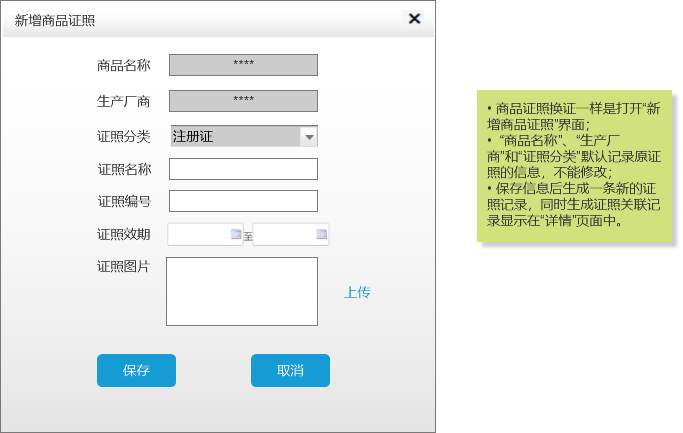 新增商品证照
商品名称 ****
生产厂商 ****
证照分类 注册证
证照名称
证照编号
证照效期 至
证照图片
上传
保存 取消
• 商品证照换证一样是打开“新
增商品证照”界面；
• “商品名称”、“生产厂
商”和“证照分类”默认记录原证
照的信息，不能修改；
• 保存信息后生成一条新的证
照记录，同时生成证照关联记
录显示在“详情”页面中。